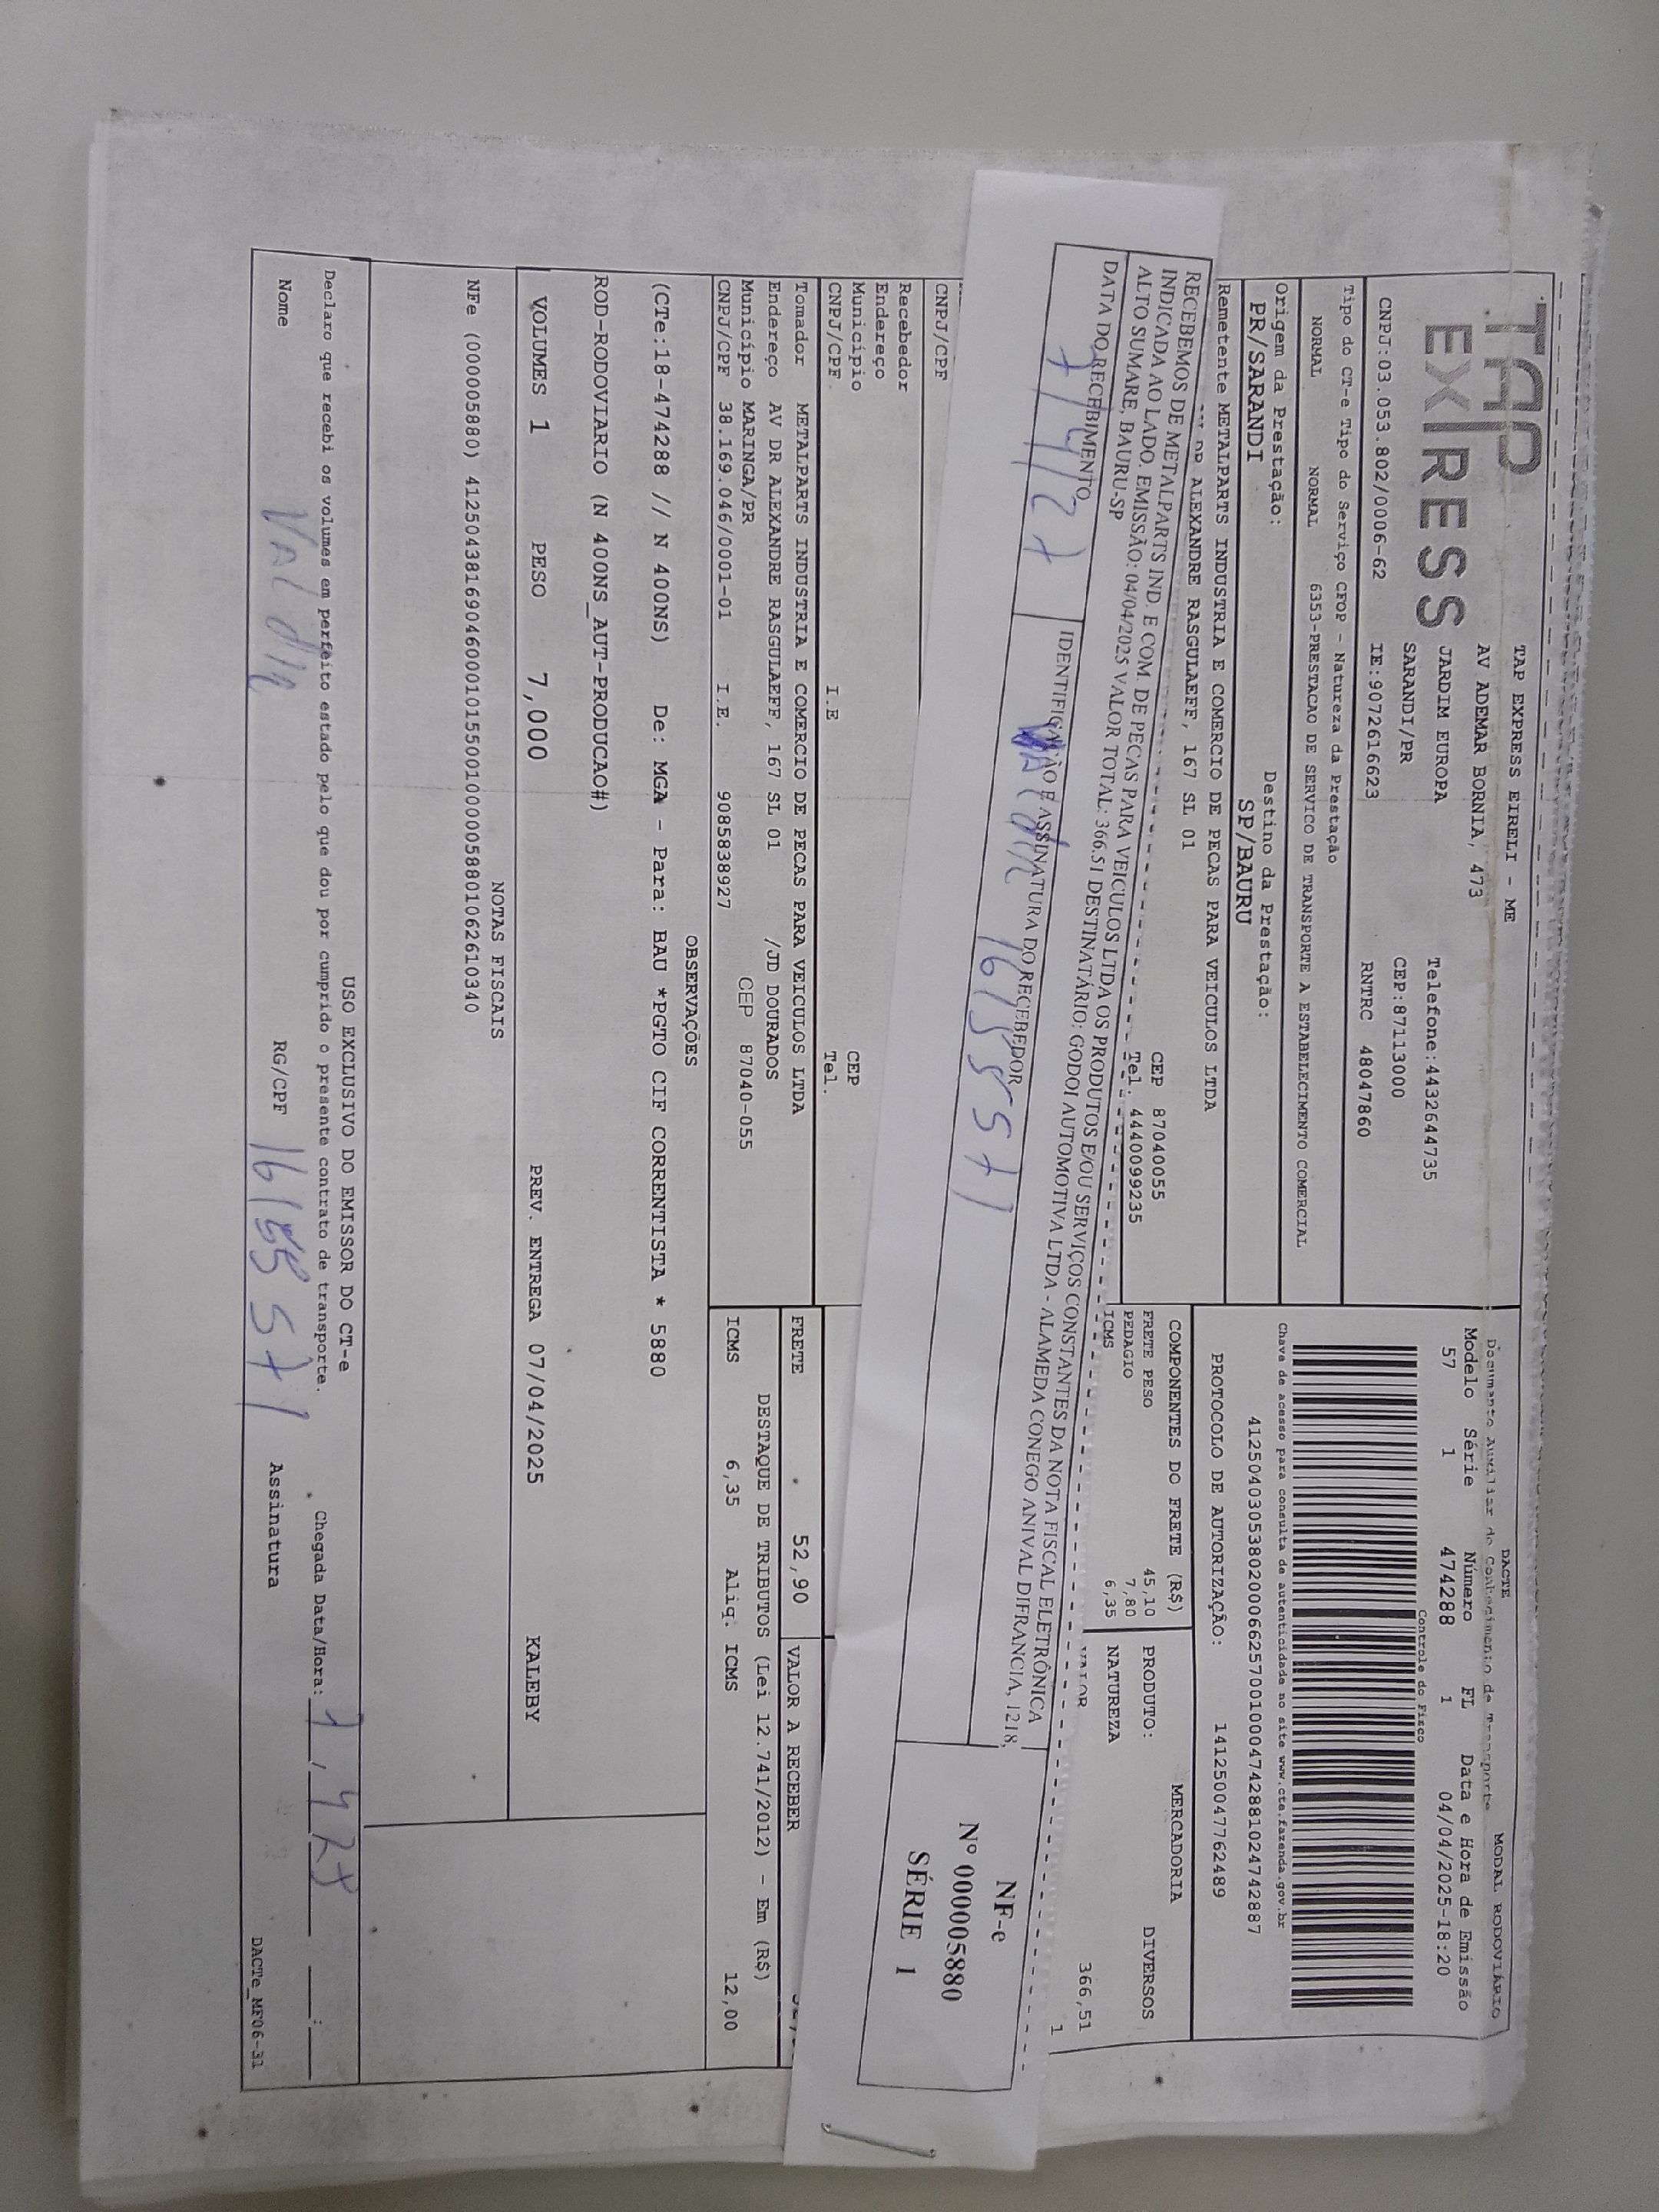 TAP
EXPRESS
TAP EXPRESS EIRELI - ME
AV ADEMAR BORNIA, 473
JARDIM EUROPA Telefone:4432644735
SARANDI/PR CEP:87113000
CNPJ:03.053.802/0006-62 IE:9072616623 RNTRC 48047860
DACTE MODAL RODOVIÁRIO
Documento Auxiliar do Conhecimento de Transporte
Modelo Série Número FL Data e Hora de Emissão
57 1 474288 1 04/04/2025-18:20
Controle do Fisco
Tipo do CT-e Tipo do Serviço CFOP - Natureza da Prestação
NORMAL NORMAL 6353-PRESTACAO DE SERVICO DE TRANSPORTE A ESTABELECIMENTO COMERCIAL
Chave de acesso para consulta de autenticidade no site www.cte.fazenda.gov.br
41250403053802000662570010004742881024742887
Origem da Prestação: Destino da Prestação:
PR/SARANDI SP/BAURU
PROTOCOLO DE AUTORIZAÇÃO: 141250047762489
Remetente METALPARTS INDUSTRIA E COMERCIO DE PECAS PARA VEICULOS LTDA
DR ALEXANDRE RASGULAEFF, 167 SL 01
CEP 87040055
Tel. 4440099235
COMPONENTES DO FRETE (R$)
FRETE PESO 45,10
PEDAGIO 7,80
ICMS 6,35
MERCADORIA
PRODUTO: DIVERSOS
NATUREZA
VALOR 366,51
1
RECEBEMOS DE METALPARTS IND. E COM. DE PECAS PARA VEICULOS LTDA OS PRODUTOS E/OU SERVIÇOS CONSTANTES DA NOTA FISCAL ELETRÔNICA
INDICADA AO LADO. EMISSÃO: 04/04/2025 VALOR TOTAL: 366.51 DESTINATÁRIO: GODOI AUTOMOTIVA LTDA - ALAMEDA CONEGO ANIVAL DIFRANCIA, 1218,
ALTO SUMARE, BAURU-SP
DATA DO RECEBIMENTO IDENTIFICAÇÃO E ASSINATURA DO RECEBEDOR
7/4/27
NF-e
Nº 000005880
SÉRIE 1
CNPJ/CPF
Recebedor
Endereço
Município CEP
CNPJ/CPF I.E Tel.
Tomador METALPARTS INDUSTRIA E COMERCIO DE PECAS PARA VEICULOS LTDA
Endereço AV DR ALEXANDRE RASGULAEFF, 167 SL 01 /JD DOURADOS
Município MARINGA/PR CEP 87040-055
CNPJ/CPF 38.169.046/0001-01 I.E. 9085838927
FRETE 52,90 VALOR A RECEBER
DESTAQUE DE TRIBUTOS (Lei 12.741/2012) - Em (R$)
ICMS 6,35 Aliq. ICMS 12,00
OBSERVAÇÕES
(CTe:18-474288 // N 400NS) De: MGA - Para: BAU *PGTO CIF CORRENTISTA * 5880
ROD-RODOVIARIO (N 400NS_AUT-PRODUCAO#)
VOLUMES 1 PESO 7,000 PREV. ENTREGA 07/04/2025 KALEBY
NOTAS FISCAIS
NFe (000005880) 41250438169046000101550010000058801062610340
USO EXCLUSIVO DO EMISSOR DO CT-e
Declaro que recebi os volumes em perfeito estado pelo que dou por cumprido o presente contrato de transporte. Chegada Data/Hora:
Nome Valdir RG/CPF Assinatura
DACTe_MF06-31